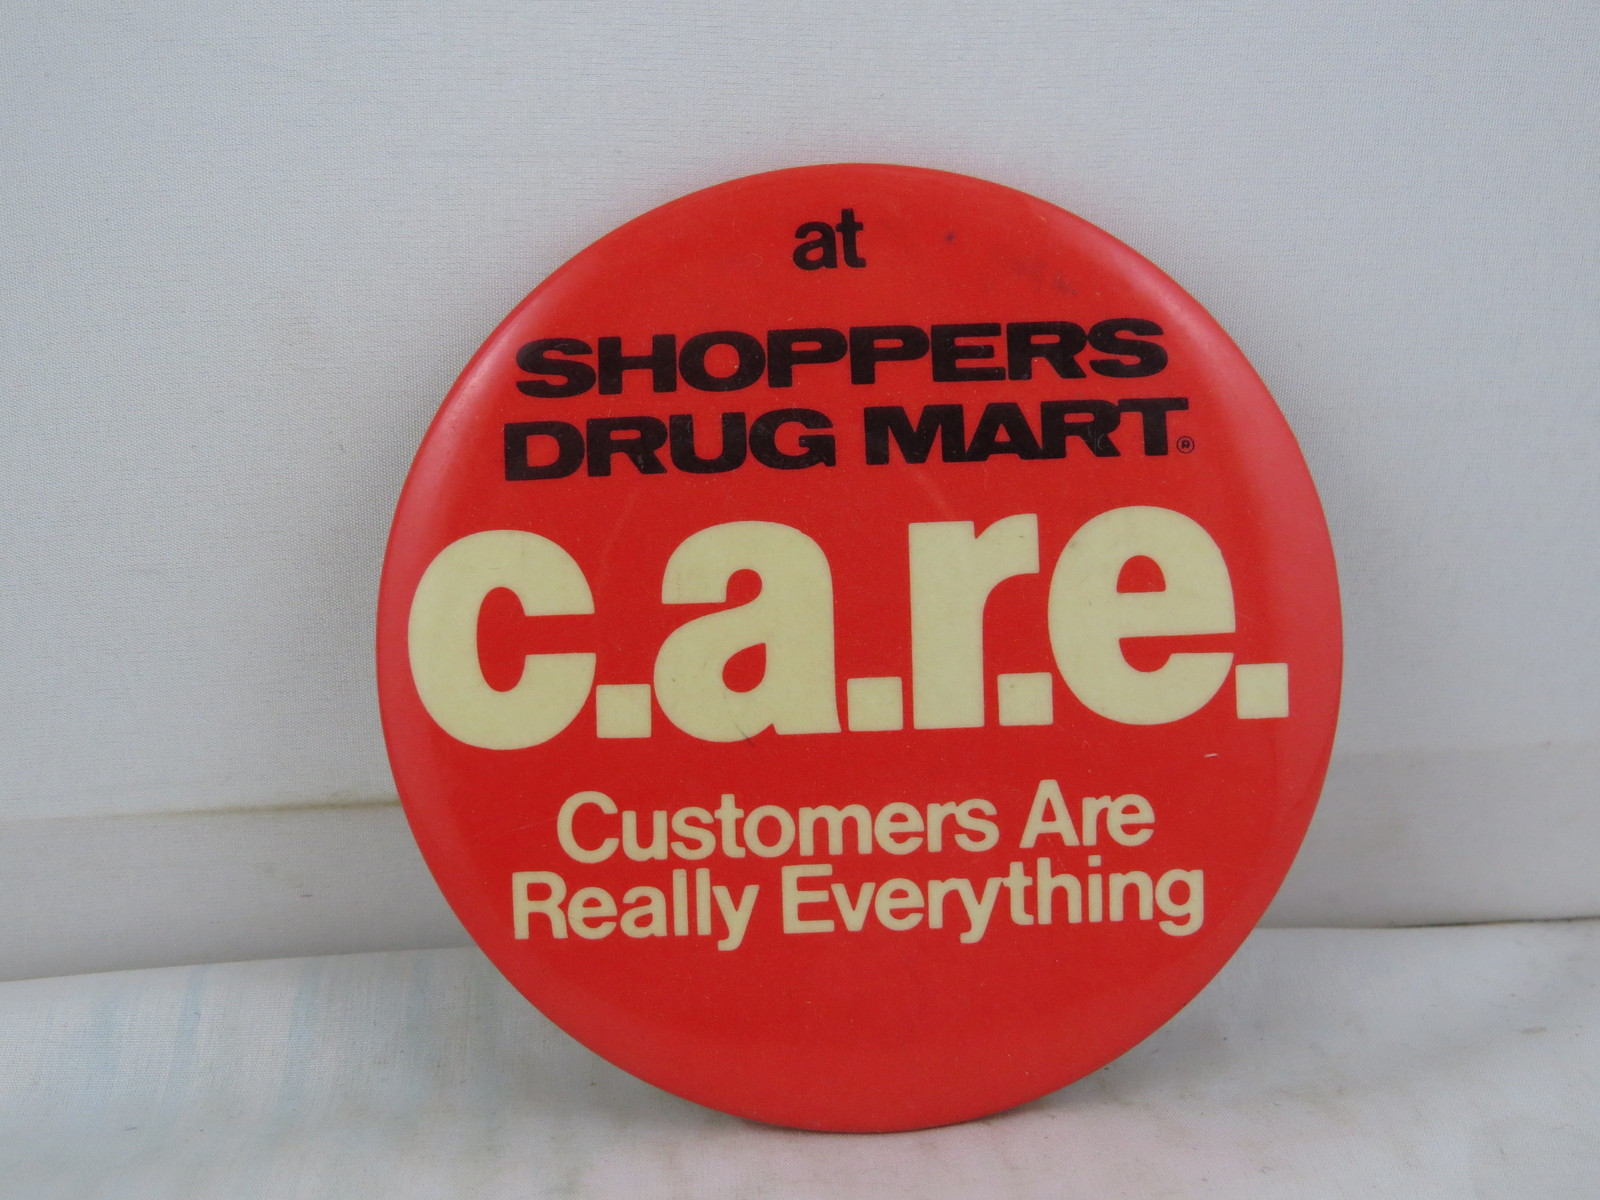 at
SHOPPERS
DRUG MART®
c.a.r.e.
Customers Are
Really Everything